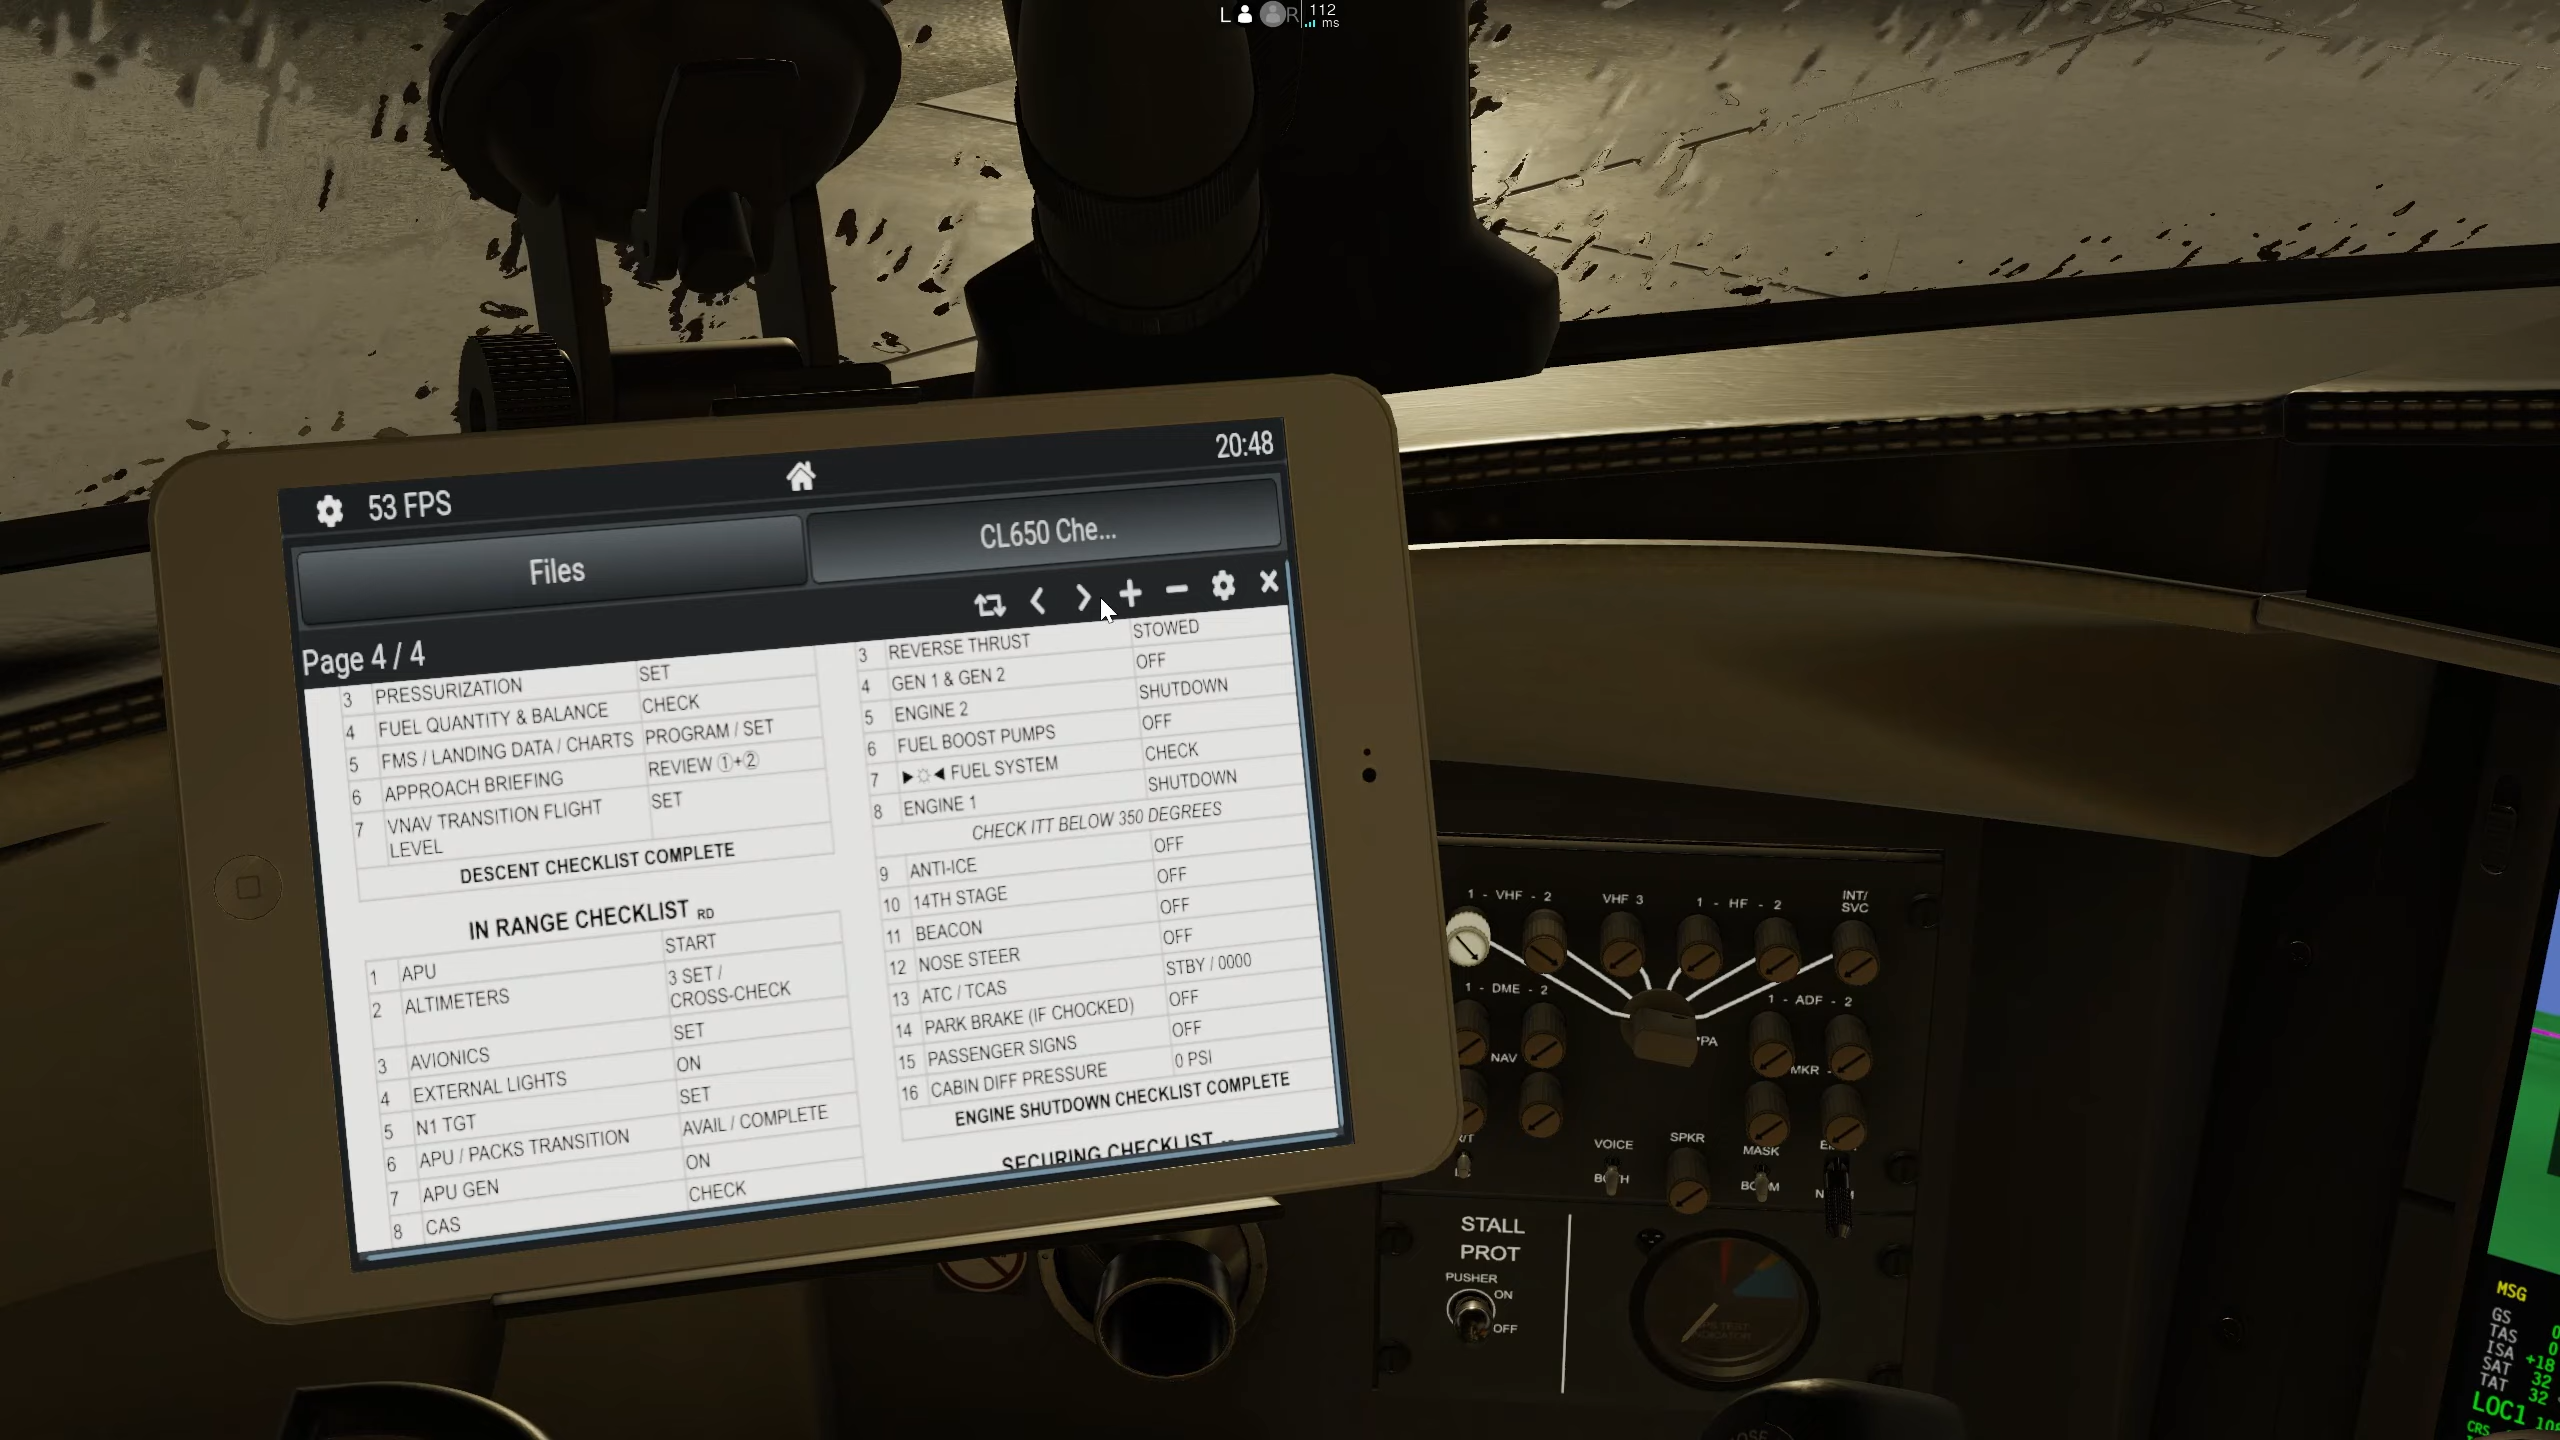 L R 112
ms
53 FPS
20:48
Files
CL650 Che...
Page 4 / 4
3 PRESSURIZATION SET
4 FUEL QUANTITY & BALANCE CHECK
5 FMS / LANDING DATA / CHARTS PROGRAM / SET
6 APPROACH BRIEFING REVIEW ①+②
7 VNAV TRANSITION FLIGHT LEVEL SET
DESCENT CHECKLIST COMPLETE
IN RANGE CHECKLIST RD
1 APU START
2 ALTIMETERS 3 SET / CROSS-CHECK
3 AVIONICS SET
4 EXTERNAL LIGHTS ON
5 N1 TGT SET
6 APU / PACKS TRANSITION AVAIL / COMPLETE
7 APU GEN ON
8 CAS CHECK
3 REVERSE THRUST STOWED
4 GEN 1 & GEN 2 OFF
5 ENGINE 2 SHUTDOWN
6 FUEL BOOST PUMPS OFF
7 FUEL SYSTEM CHECK
8 ENGINE 1 SHUTDOWN
CHECK ITT BELOW 350 DEGREES
9 ANTI-ICE OFF
10 14TH STAGE OFF
11 BEACON OFF
12 NOSE STEER OFF
13 ATC / TCAS STBY / 0000
14 PARK BRAKE (IF CHOCKED) OFF
15 PASSENGER SIGNS OFF
16 CABIN DIFF PRESSURE 0 PSI
ENGINE SHUTDOWN CHECKLIST COMPLETE
SECURING CHECKLIST
1 - VHF - 2 VHF 3 1 - HF - 2 INT/
SVC
1 - DME - 2 1 - ADF - 2
NAV PA MKR
VOICE SPKR MASK
STALL
PROT
PUSHER
ON
OFF
MSG
GS 0
TAS 0
ISA +18
SAT 32
TAT 32
LOC1
CRS